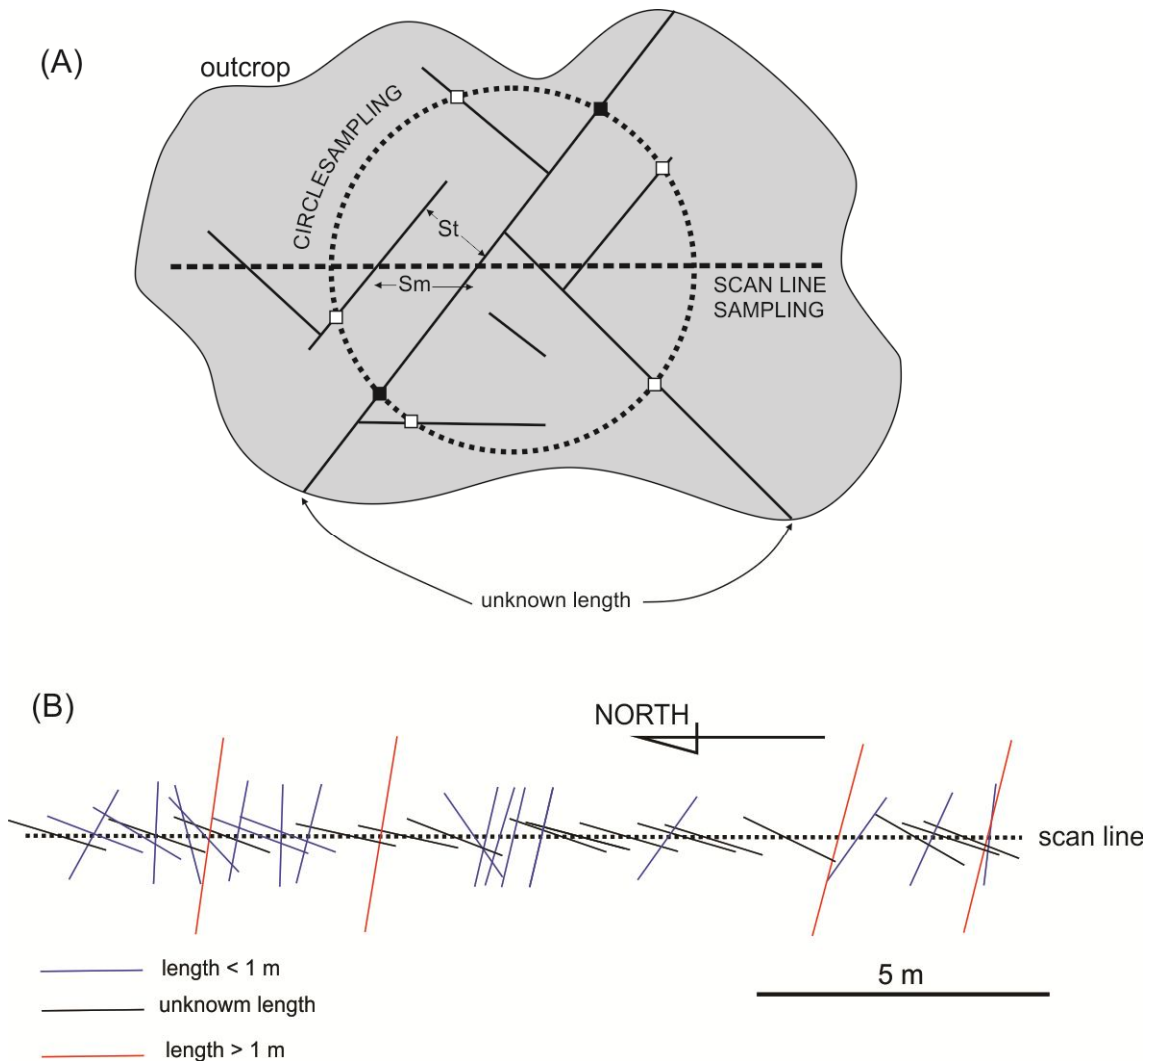 (A)
outcrop
CIRCLESAMPLING
St
Sm
SCAN LINE
SAMPLING
unknown length
(B)
NORTH
scan line
length < 1 m
unknowm length
length > 1 m
5 m